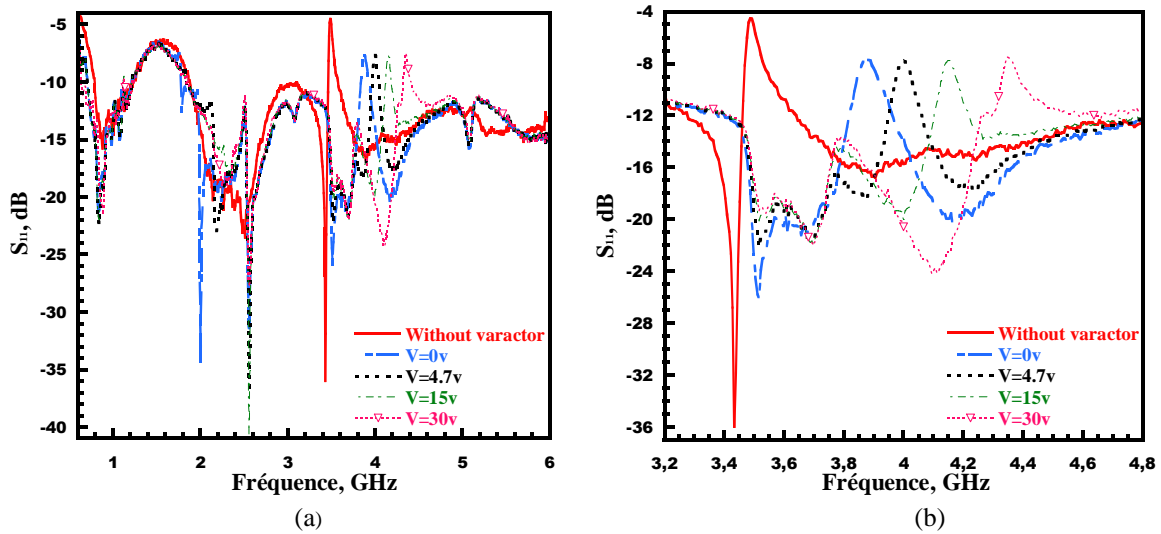 -5
-10
-15
-20
-25
-30
-35
-40
S11, dB
1
2
3
4
5
6
Fréquence, GHz
Without varactor
V=0v
V=4.7v
V=15v
V=30v
(a)
-4
-8
-12
-16
-20
-24
-28
-32
-36
S11, dB
3,2
3,4
3,6
3,8
4
4,2
4,4
4,6
4,8
Fréquence, GHz
Without varactor
V=0v
V=4.7v
V=15v
V=30v
(b)